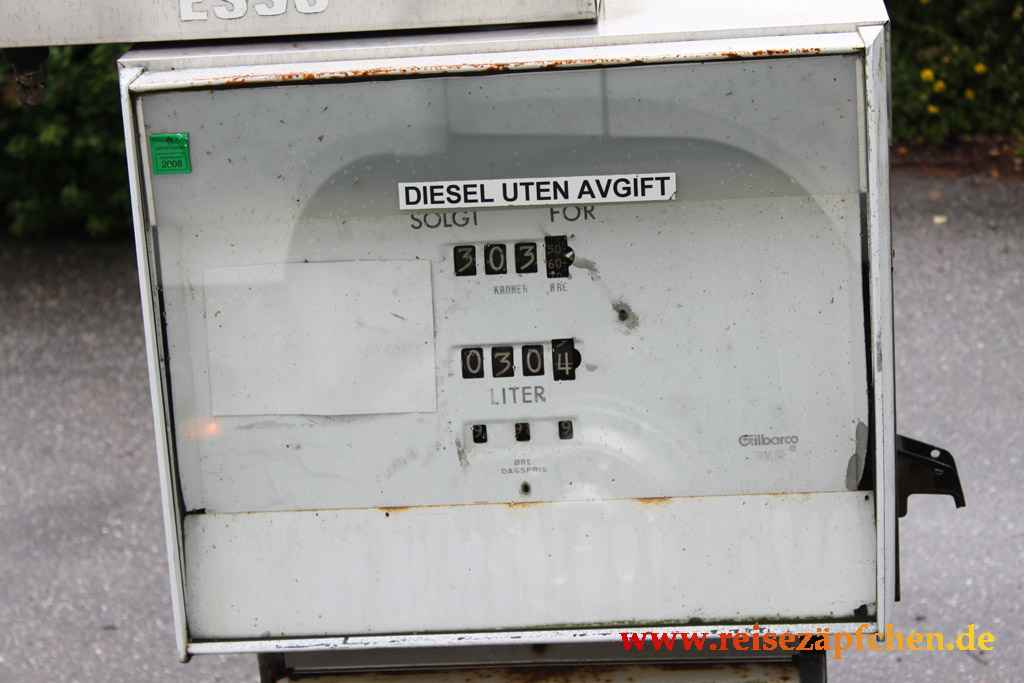 ESSO
2008
DIESEL UTEN AVGIFT
SOLGT FOR
303 50
60
KRONER ØRE
0304
LITER
9 9 9
ØRE
DAGSPRIS
Gilbarco
TRIMLINE
www.reisezäpfchen.de